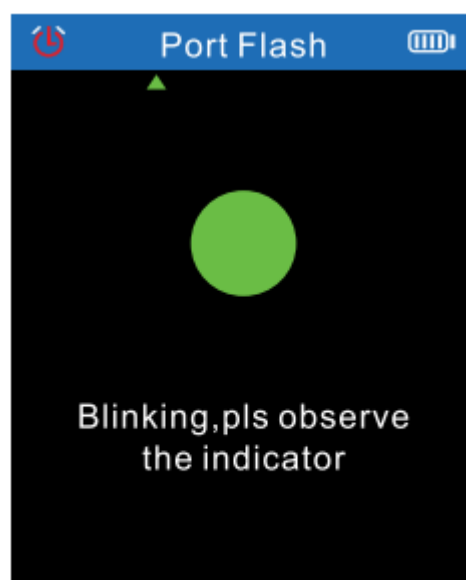 Port Flash
Blinking,pls observe
the indicator